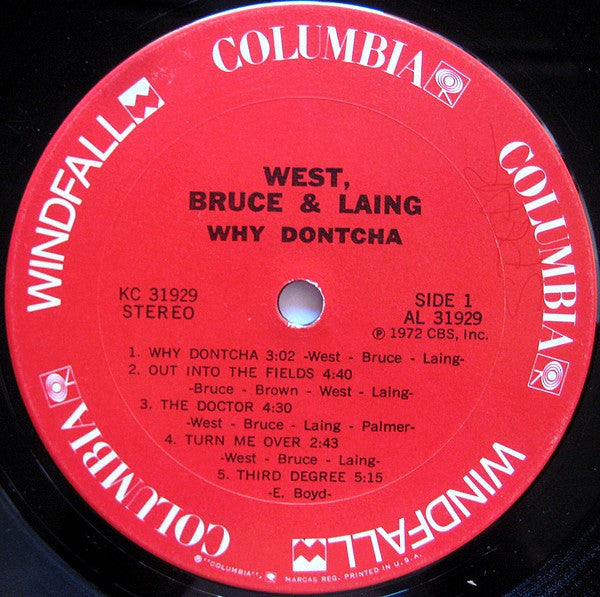 COLUMBIA
WINDFALL
COLUMBIA
WEST,
BRUCE & LAING
WHY DONTCHA
KC 31929
STEREO
SIDE 1
AL 31929
Ⓟ 1972 CBS, Inc.
1. WHY DONTCHA 3:02 -West - Bruce - Laing-
2. OUT INTO THE FIELDS 4:40
-Bruce - Brown - West - Laing-
3. THE DOCTOR 4:30
-West - Bruce - Laing - Palmer-
4. TURN ME OVER 2:43
-West - Bruce - Laing-
5. THIRD DEGREE 5:15
-E. Boyd-
COLUMBIA
WINDFALL
®"COLUMBIA", MARCAS REG. PRINTED IN U.S.A.